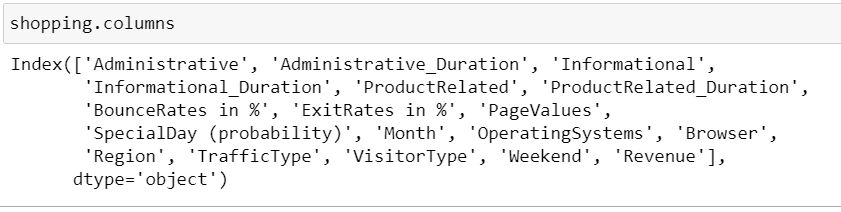 shopping.columns
Index(['Administrative', 'Administrative_Duration', 'Informational',
'Informational_Duration', 'ProductRelated', 'ProductRelated_Duration',
'BounceRates in %', 'ExitRates in %', 'PageValues',
'SpecialDay (probability)', 'Month', 'OperatingSystems', 'Browser',
'Region', 'TrafficType', 'VisitorType', 'Weekend', 'Revenue'],
dtype='object')